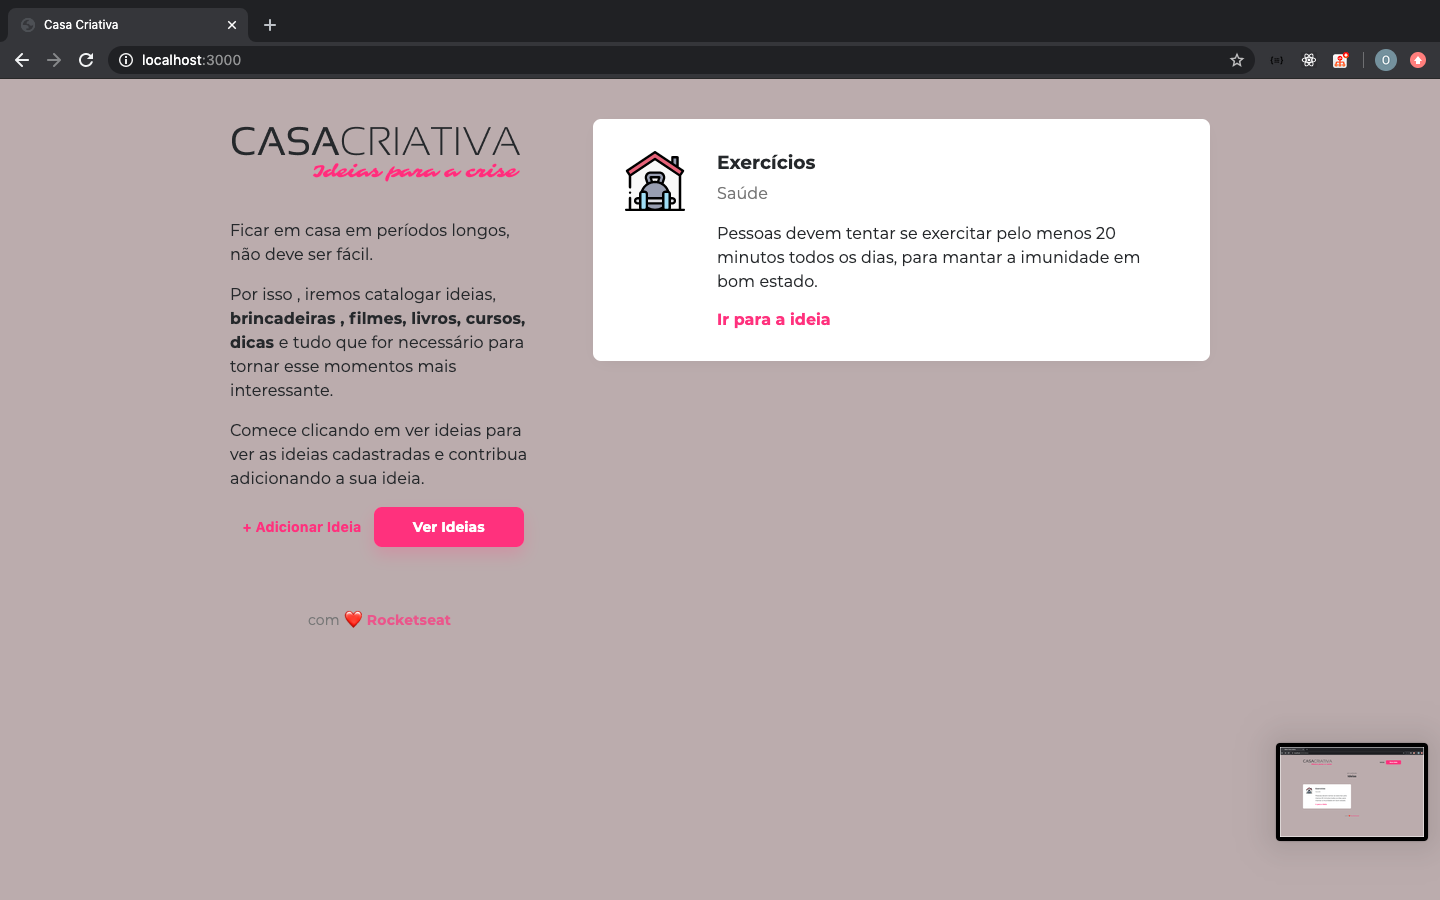 Casa Criativa
localhost:3000
O
CASACRIATIVA
Ideias para a crise
Ficar em casa em períodos longos,
não deve ser fácil.
Por isso , iremos catalogar ideias,
brincadeiras , filmes, livros, cursos,
dicas e tudo que for necessário para
tornar esse momentos mais
interessante.
Comece clicando em ver ideias para
ver as ideias cadastradas e contribua
adicionando a sua ideia.
+ Adicionar Ideia
Ver Ideias
com ❤️ Rocketseat
Exercícios
Saúde
Pessoas devem tentar se exercitar pelo menos 20
minutos todos os dias, para mantar a imunidade em
bom estado.
Ir para a ideia
CASACRIATIVA